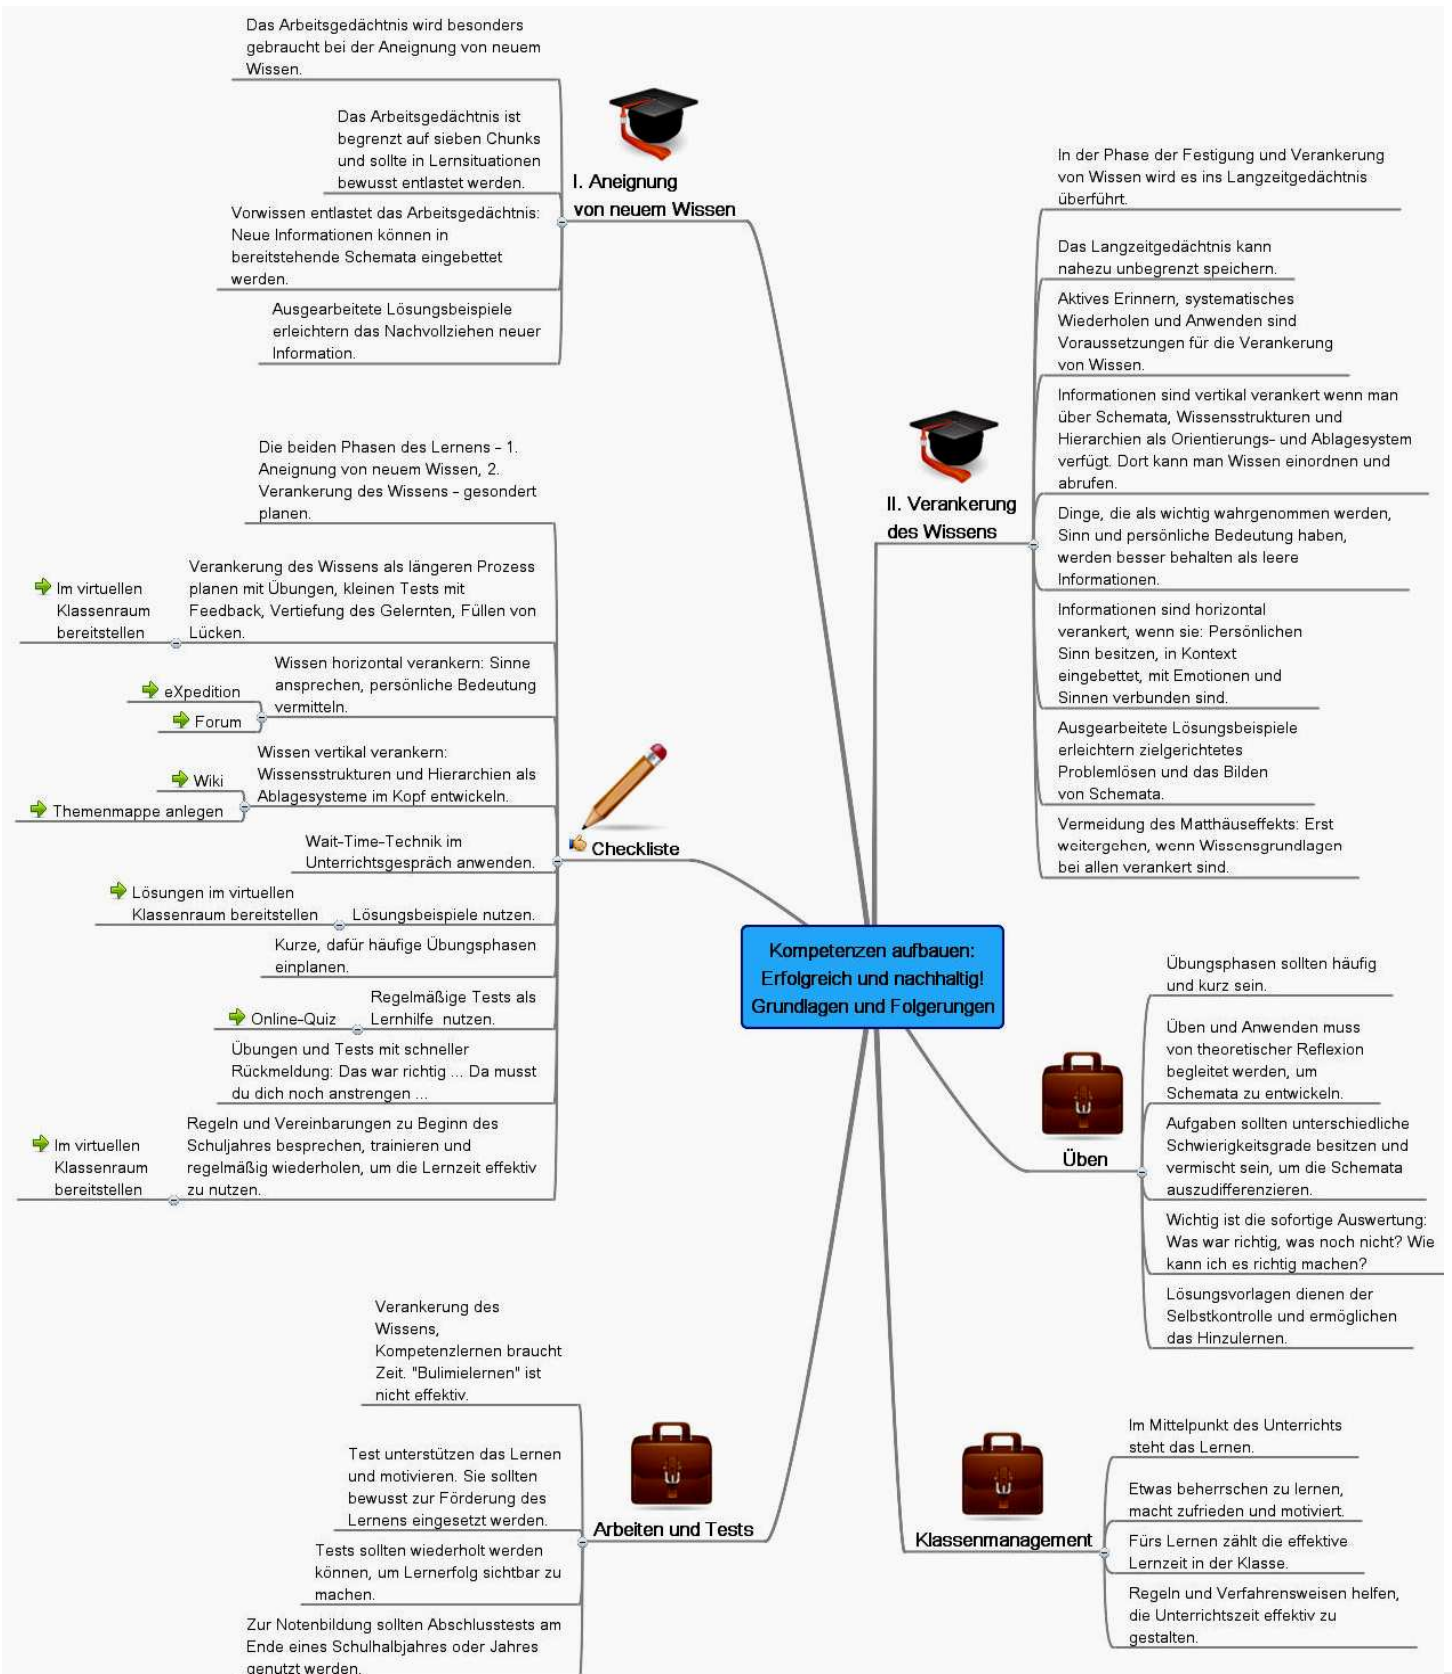 Das Arbeitsgedächtnis wird besonders
gebraucht bei der Aneignung von neuem
Wissen.
Das Arbeitsgedächtnis ist
begrenzt auf sieben Chunks
und sollte in Lernsituationen
bewusst entlastet werden.
Vorwissen entlastet das Arbeitsgedächtnis:
Neue Informationen können in
bereitstehende Schemata eingebettet
werden.
Ausgearbeitete Lösungsbeispiele
erleichtern das Nachvollziehen neuer
Information.
I. Aneignung
von neuem Wissen
Die beiden Phasen des Lernens - 1.
Aneignung von neuem Wissen, 2.
Verankerung des Wissens - gesondert
planen.
Verankerung des Wissens als längeren Prozess
planen mit Übungen, kleinen Tests mit
Feedback, Vertiefung des Gelernten, Füllen von
Lücken.
Im virtuellen
Klassenraum
bereitstellen
Wissen horizontal verankern: Sinne
ansprechen, persönliche Bedeutung
vermitteln.
eXpedition
Forum
Wissen vertikal verankern:
Wissensstrukturen und Hierarchien als
Ablagesysteme im Kopf entwickeln.
Wiki
Themenmappe anlegen
Wait-Time-Technik im
Unterrichtsgespräch anwenden.
Lösungen im virtuellen
Klassenraum bereitstellen
Lösungsbeispiele nutzen.
Kurze, dafür häufige Übungsphasen
einplanen.
Regelmäßige Tests als
Lernhilfe nutzen.
Online-Quiz
Übungen und Tests mit schneller
Rückmeldung: Das war richtig ... Da musst
du dich noch anstrengen ...
Regeln und Vereinbarungen zu Beginn des
Schuljahres besprechen, trainieren und
regelmäßig wiederholen, um die Lernzeit effektiv
zu nutzen.
Im virtuellen
Klassenraum
bereitstellen
Checkliste
Verankerung des
Wissens,
Kompetenzlernen braucht
Zeit. "Bulimielernen" ist
nicht effektiv.
Test unterstützen das Lernen
und motivieren. Sie sollten
bewusst zur Förderung des
Lernens eingesetzt werden.
Tests sollten wiederholt werden
können, um Lernerfolg sichtbar zu
machen.
Zur Notenbildung sollten Abschlusstests am
Ende eines Schulhalbjahres oder Jahres
genutzt werden.
Arbeiten und Tests
Kompetenzen aufbauen:
Erfolgreich und nachhaltig!
Grundlagen und Folgerungen
II. Verankerung
des Wissens
In der Phase der Festigung und Verankerung
von Wissen wird es ins Langzeitgedächtnis
überführt.
Das Langzeitgedächtnis kann
nahezu unbegrenzt speichern.
Aktives Erinnern, systematisches
Wiederholen und Anwenden sind
Voraussetzungen für die Verankerung
von Wissen.
Informationen sind vertikal verankert wenn man
über Schemata, Wissensstrukturen und
Hierarchien als Orientierungs- und Ablagesystem
verfügt. Dort kann man Wissen einordnen und
abrufen.
Dinge, die als wichtig wahrgenommen werden,
Sinn und persönliche Bedeutung haben,
werden besser behalten als leere
Informationen.
Informationen sind horizontal
verankert, wenn sie: Persönlichen
Sinn besitzen, in Kontext
eingebettet, mit Emotionen und
Sinnen verbunden sind.
Ausgearbeitete Lösungsbeispiele
erleichtern zielgerichtetes
Problemlösen und das Bilden
von Schemata.
Vermeidung des Matthäuseffekts: Erst
weitergehen, wenn Wissensgrundlagen
bei allen verankert sind.
Üben
Übungsphasen sollten häufig
und kurz sein.
Üben und Anwenden muss
von theoretischer Reflexion
begleitet werden, um
Schemata zu entwickeln.
Aufgaben sollten unterschiedliche
Schwierigkeitsgrade besitzen und
vermischt sein, um die Schemata
auszudifferenzieren.
Wichtig ist die sofortige Auswertung:
Was war richtig, was noch nicht? Wie
kann ich es richtig machen?
Lösungsvorlagen dienen der
Selbstkontrolle und ermöglichen
das Hinzulernen.
Klassenmanagement
Im Mittelpunkt des Unterrichts
steht das Lernen.
Etwas beherrschen zu lernen,
macht zufrieden und motiviert.
Fürs Lernen zählt die effektive
Lernzeit in der Klasse.
Regeln und Verfahrensweisen helfen,
die Unterrichtszeit effektiv zu
gestalten.